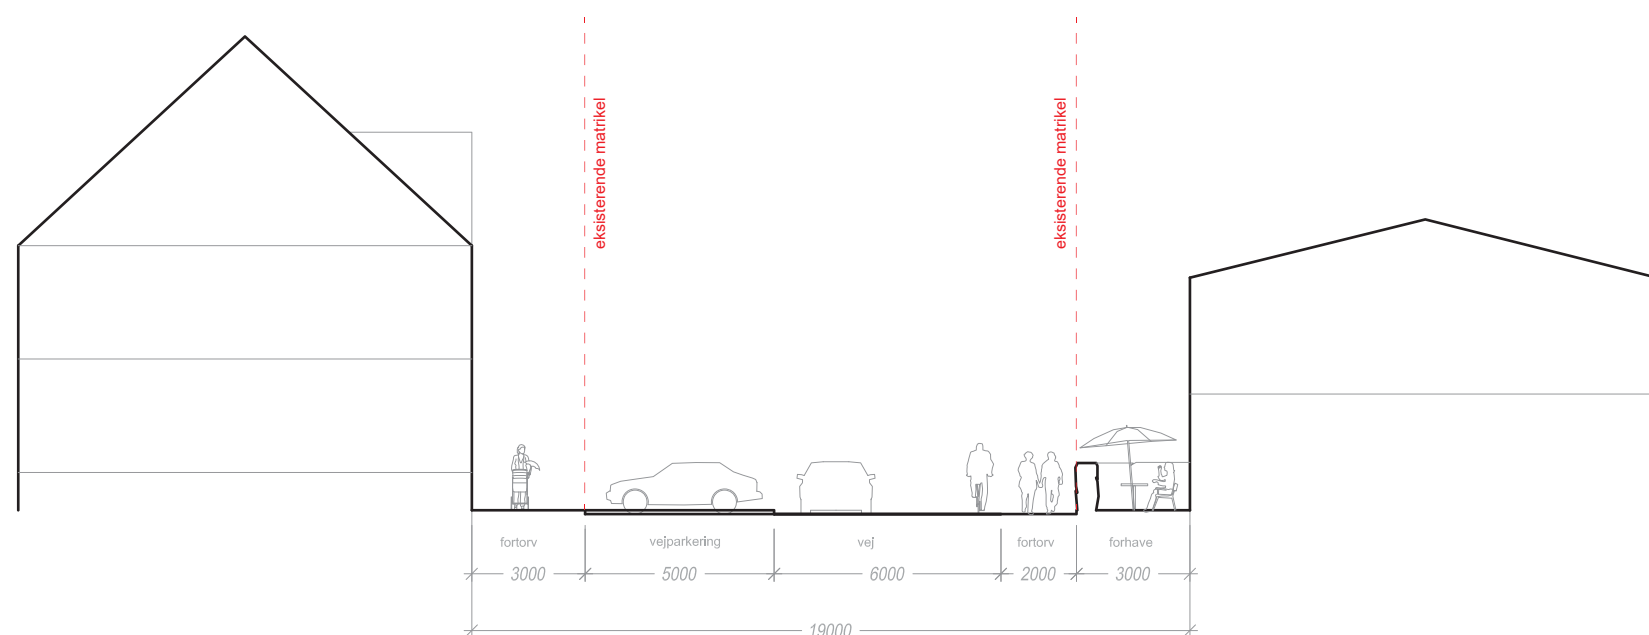 eksisterende matrikel
eksisterende matrikel
fortorv
vejparkering
vej
fortorv
forhave
3000
5000
6000
2000
3000
19000